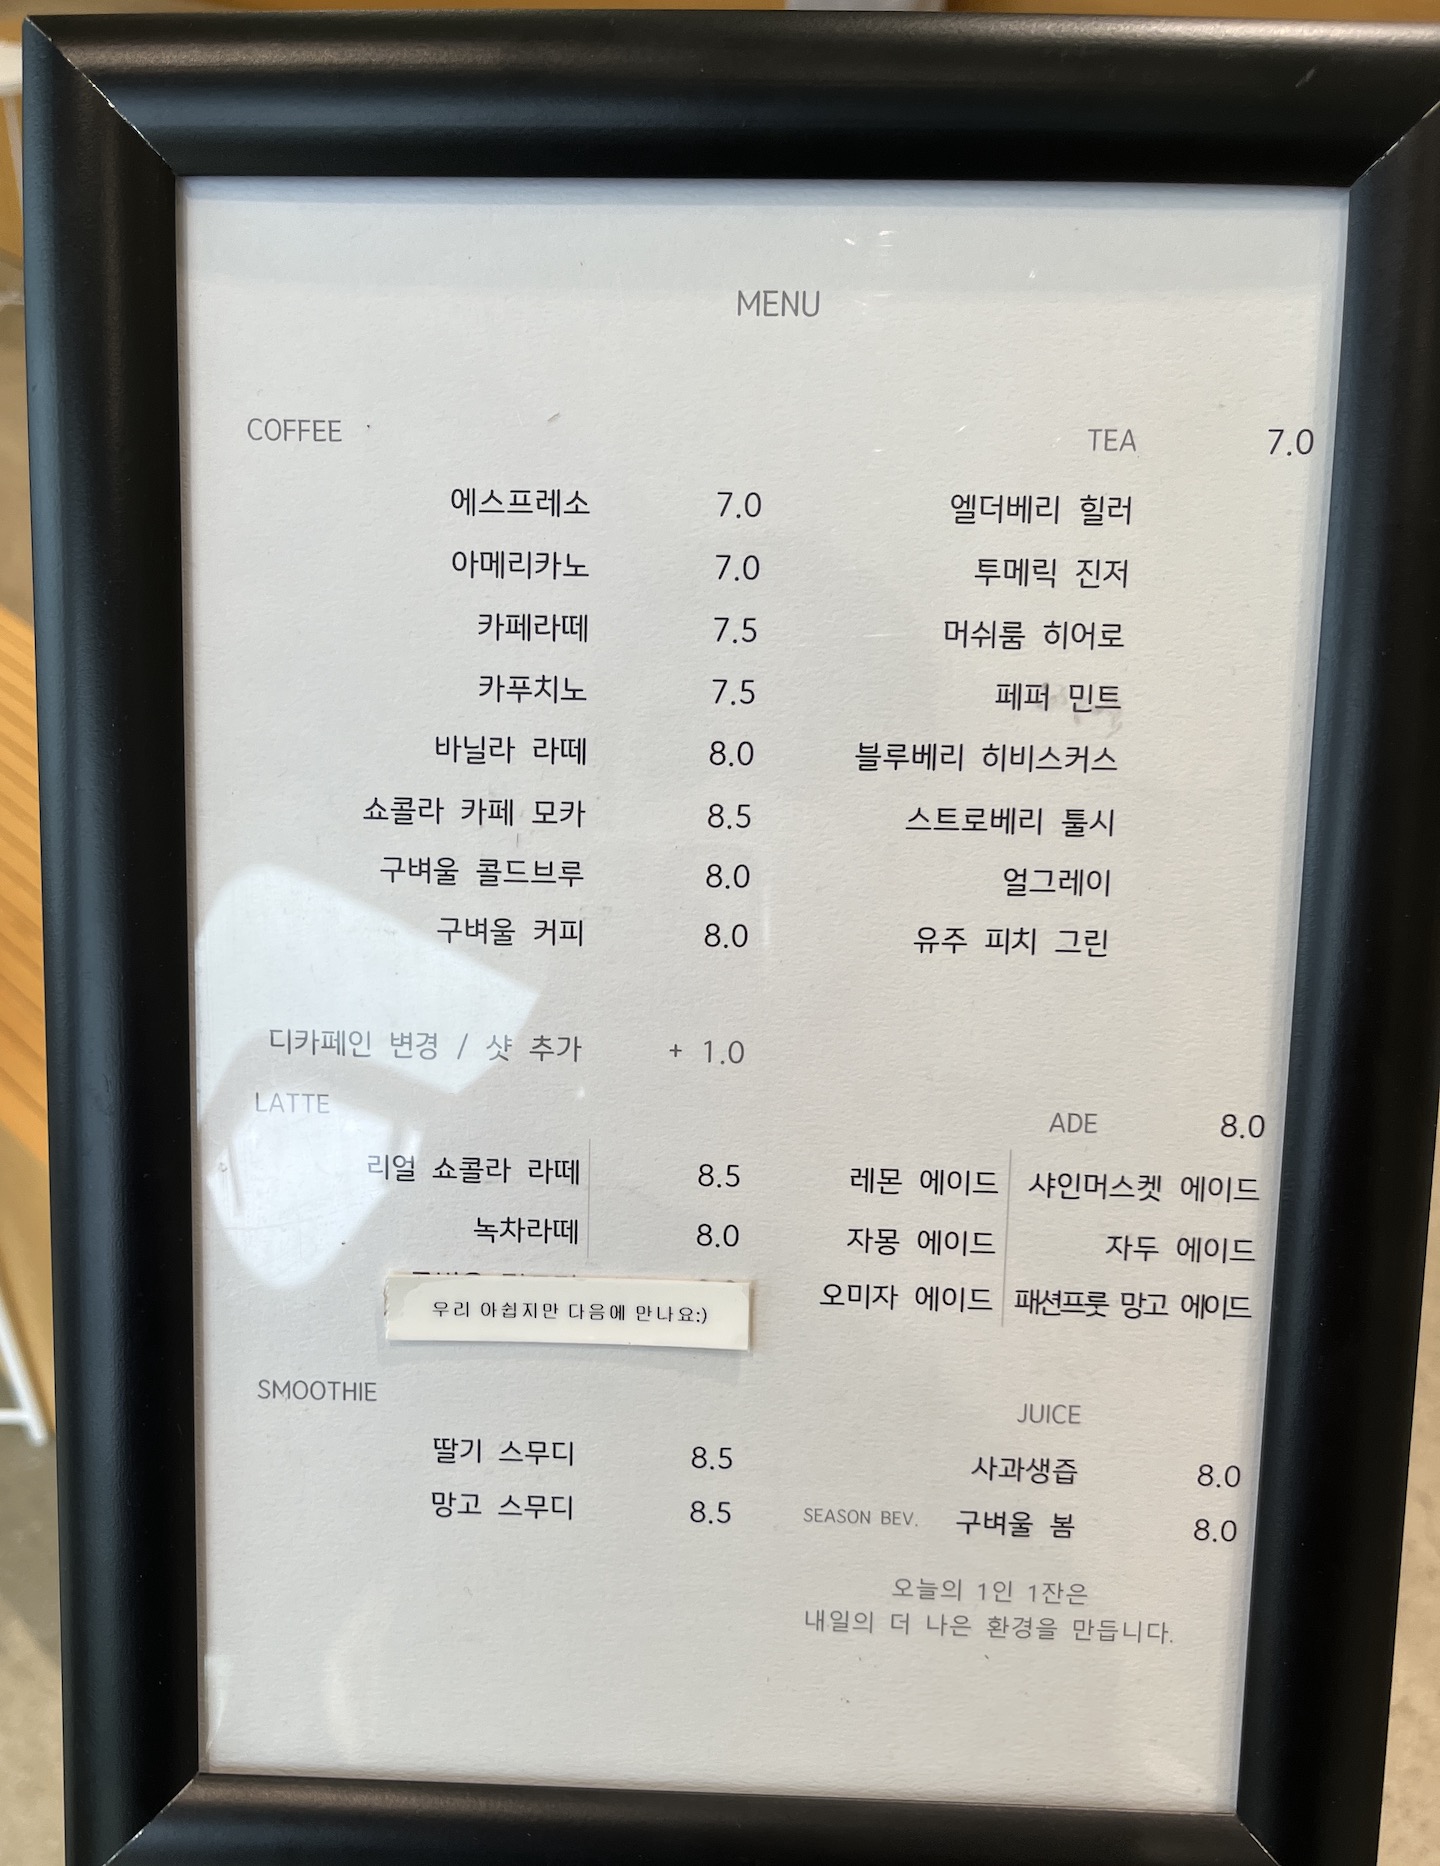 MENU
COFFEE
에스프레소 7.0
아메리카노 7.0
카페라떼 7.5
카푸치노 7.5
바닐라 라떼 8.0
쇼콜라 카페 모카 8.5
구벼울 콜드브루 8.0
구벼울 커피 8.0
디카페인 변경 / 샷 추가 + 1.0
TEA 7.0
엘더베리 힐러
투메릭 진저
머쉬룸 히어로
페퍼 민트
블루베리 히비스커스
스트로베리 툴시
얼그레이
유주 피치 그린
LATTE
리얼 쇼콜라 라떼 8.5
녹차라떼 8.0
우리 아쉽지만 다음에 만나요:)
ADE 8.0
레몬 에이드 샤인머스켓 에이드
자몽 에이드 자두 에이드
오미자 에이드 패션프룻 망고 에이드
SMOOTHIE
딸기 스무디 8.5
망고 스무디 8.5
JUICE
사과생즙 8.0
SEASON BEV. 구벼울 봄 8.0
오늘의 1인 1잔은
내일의 더 나은 환경을 만듭니다.